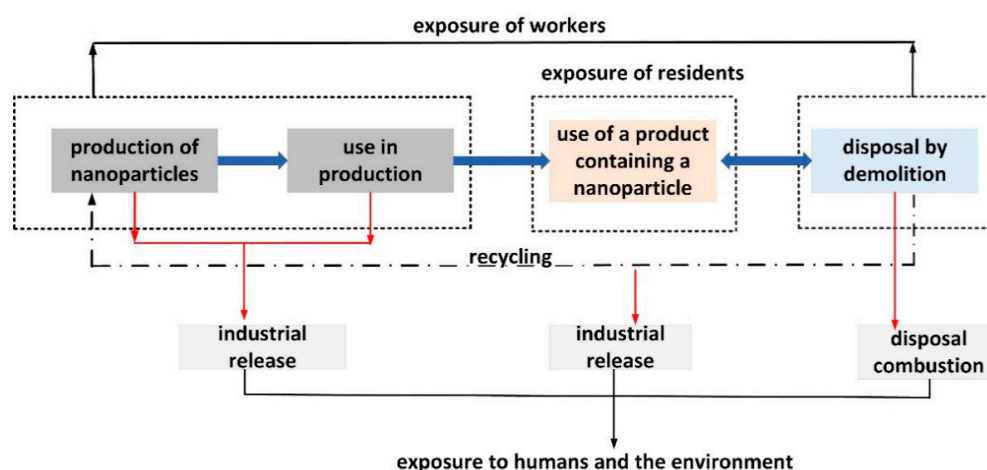 exposure of workers
exposure of residents
production of
nanoparticles
use in
production
use of a product
containing a
nanoparticle
disposal by
demolition
recycling
industrial
release
industrial
release
disposal
combustion
exposure to humans and the environment